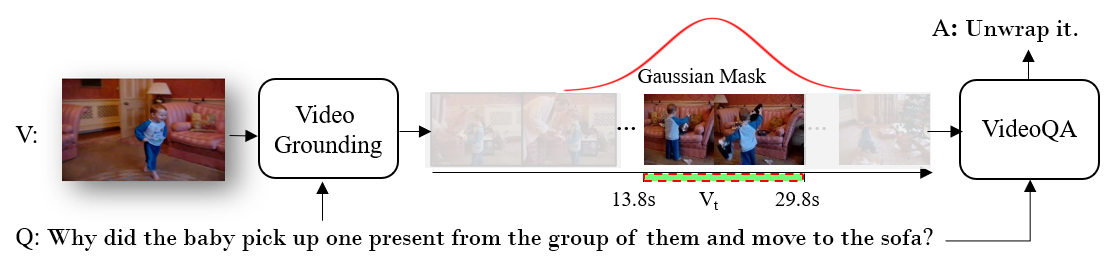 A: Unwrap it.
Gaussian Mask
V:
Video
Grounding
...
...
VideoQA
13.8s
Vt
29.8s
Q: Why did the baby pick up one present from the group of them and move to the sofa?